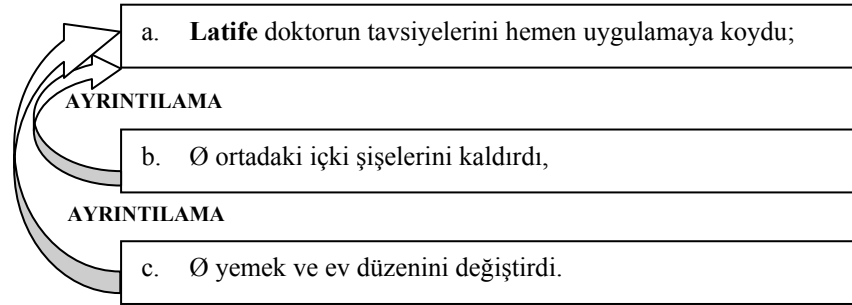 a. Latife doktorun tavsiyelerini hemen uygulamaya koydu;
AYRINTILAMA
b. Ø ortadaki içki şişelerini kaldırdı,
AYRINTILAMA
c. Ø yemek ve ev düzenini değiştirdi.